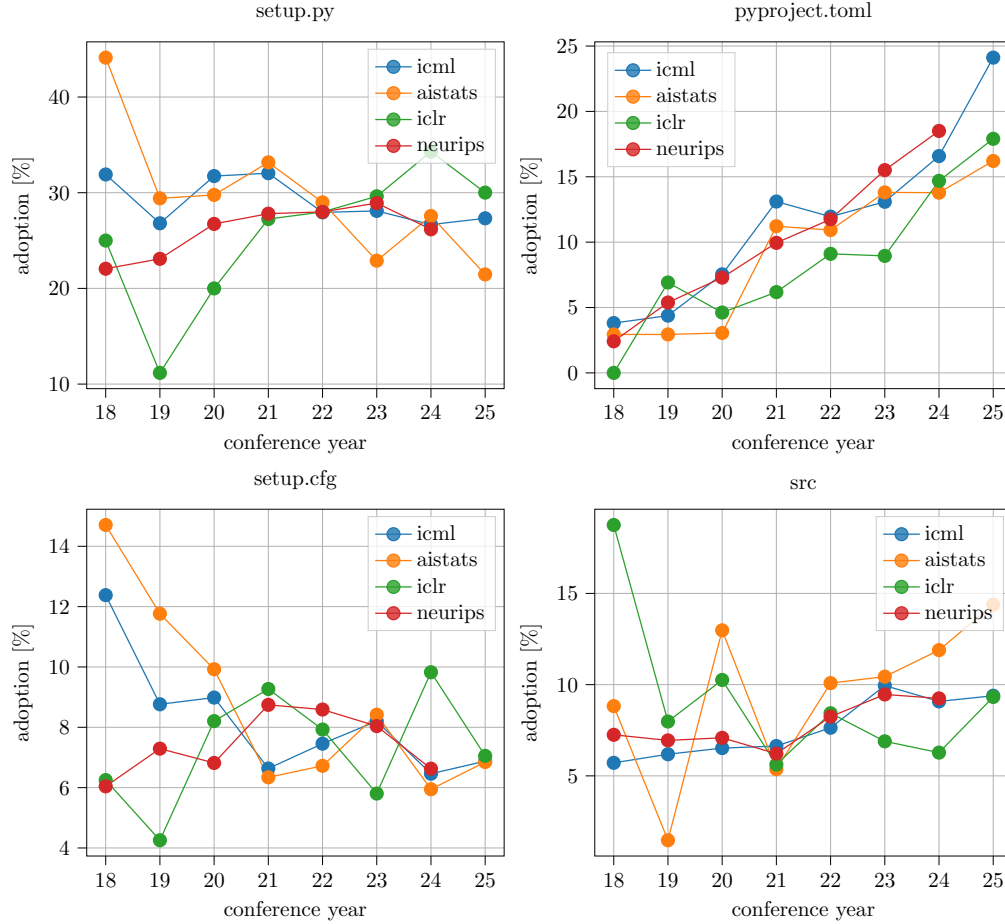 setup.py
40
30
20
10
adoption [%]
icml
aistats
iclr
neurips
18 19 20 21 22 23 24 25
conference year
pyproject.toml
25
20
15
10
5
0
adoption [%]
icml
aistats
iclr
neurips
18 19 20 21 22 23 24 25
conference year
setup.cfg
14
12
10
8
6
4
adoption [%]
icml
aistats
iclr
neurips
18 19 20 21 22 23 24 25
conference year
src
15
10
5
adoption [%]
icml
aistats
iclr
neurips
18 19 20 21 22 23 24 25
conference year